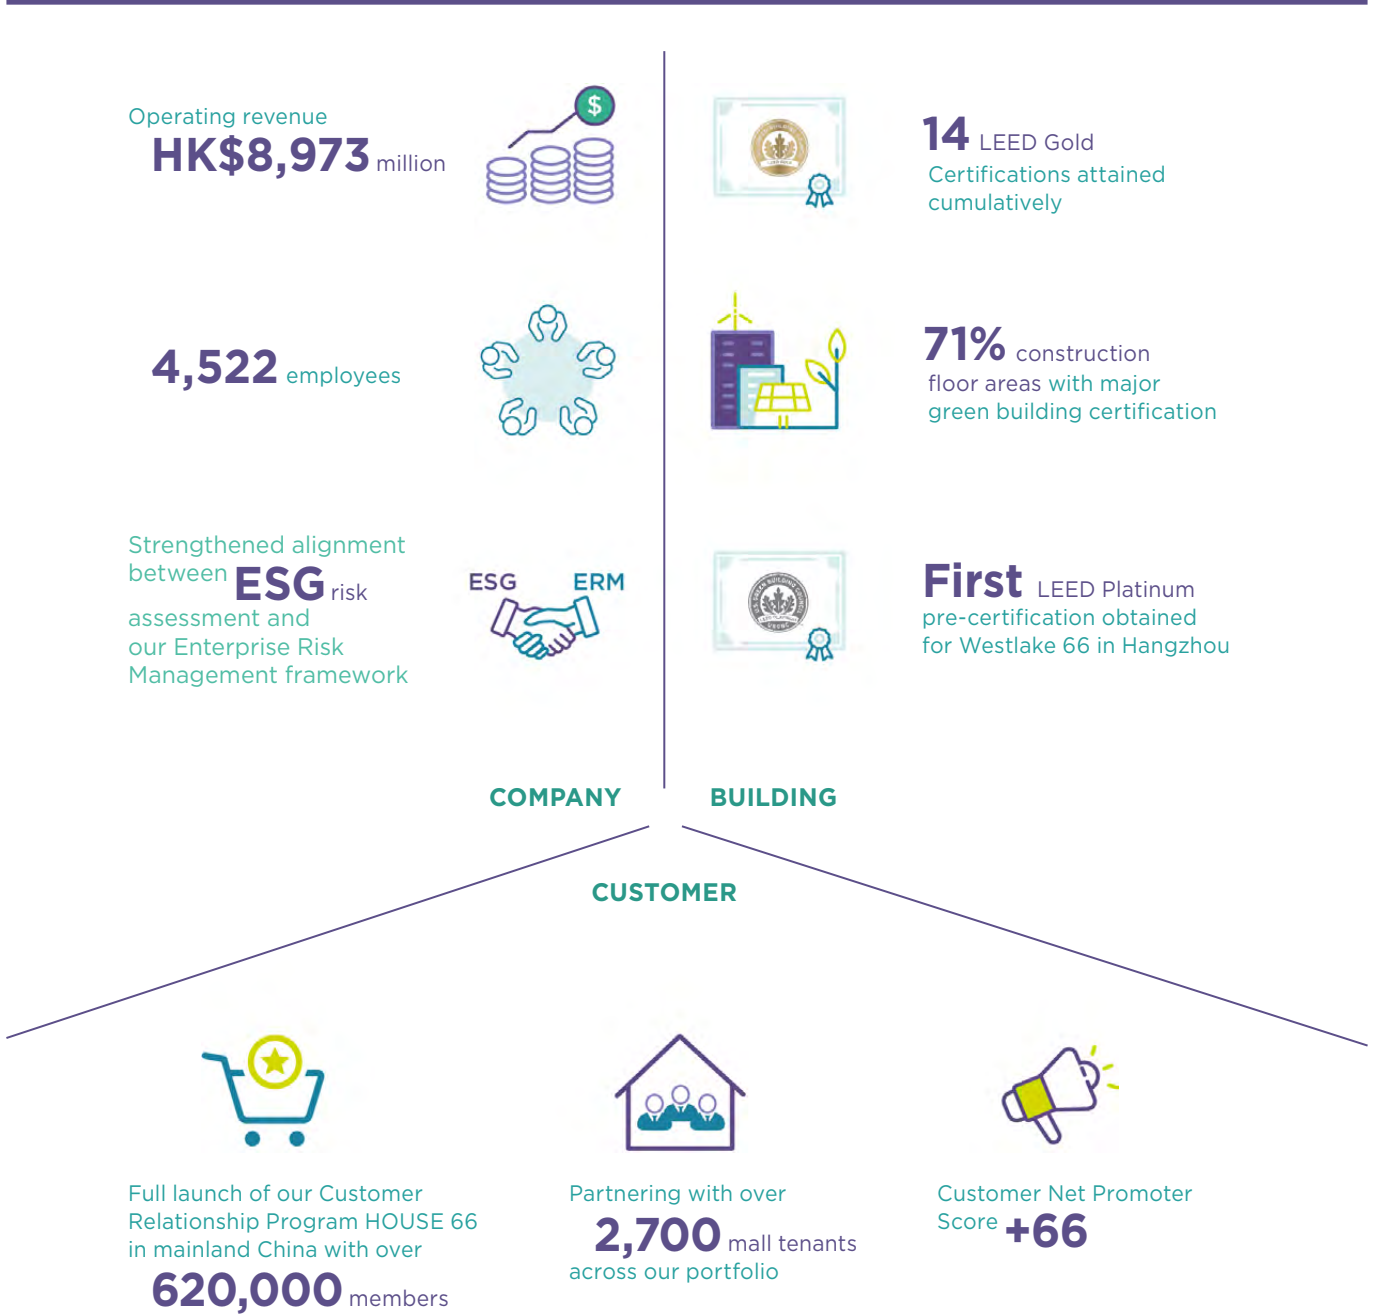 Operating revenue
HK$8,973 million
4,522 employees
Strengthened alignment
between ESG risk
assessment and
our Enterprise Risk
Management framework
ESG ERM
COMPANY
14 LEED Gold
Certifications attained
cumulatively
71% construction
floor areas with major
green building certification
First LEED Platinum
pre-certification obtained
for Westlake 66 in Hangzhou
BUILDING
CUSTOMER
Full launch of our Customer
Relationship Program HOUSE 66
in mainland China with over
620,000 members
Partnering with over
2,700 mall tenants
across our portfolio
Customer Net Promoter
Score +66